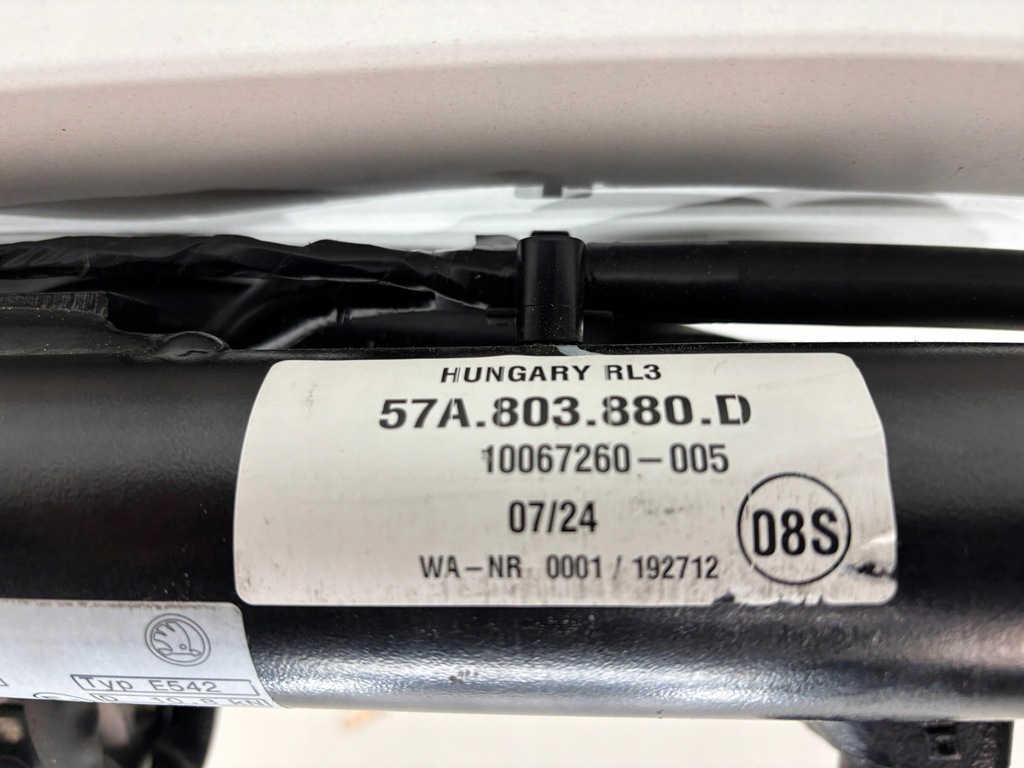 HUNGARY RL3
57A.803.880.D
10067260-005
07/24
08S
WA-NR 0001 / 192712
Typ E542